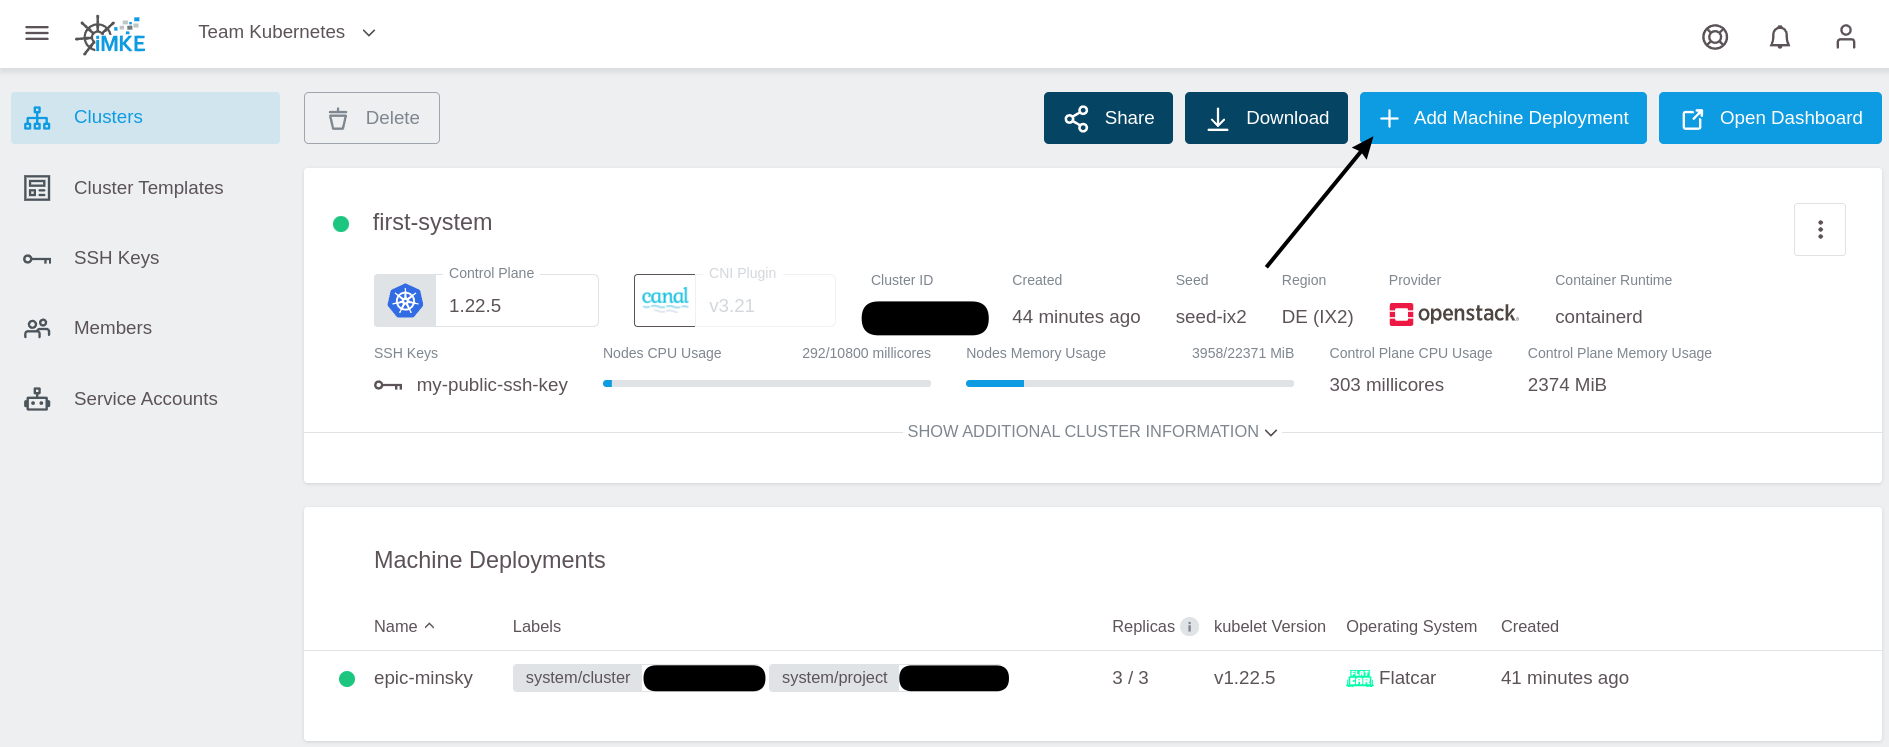 iMKE
Team Kubernetes
Clusters
Cluster Templates
SSH Keys
Members
Service Accounts
Delete
Share
Download
Add Machine Deployment
Open Dashboard
first-system
Control Plane
1.22.5
CNI Plugin
canal
v3.21
Cluster ID
Created
44 minutes ago
Seed
seed-ix2
Region
DE (IX2)
Provider
openstack.
Container Runtime
containerd
SSH Keys
my-public-ssh-key
Nodes CPU Usage
292/10800 millicores
Nodes Memory Usage
3958/22371 MiB
Control Plane CPU Usage
303 millicores
Control Plane Memory Usage
2374 MiB
SHOW ADDITIONAL CLUSTER INFORMATION
Machine Deployments
Name
Labels
Replicas
kubelet Version
Operating System
Created
epic-minsky
system/cluster
system/project
3 / 3
v1.22.5
FLAT
CAR
Flatcar
41 minutes ago